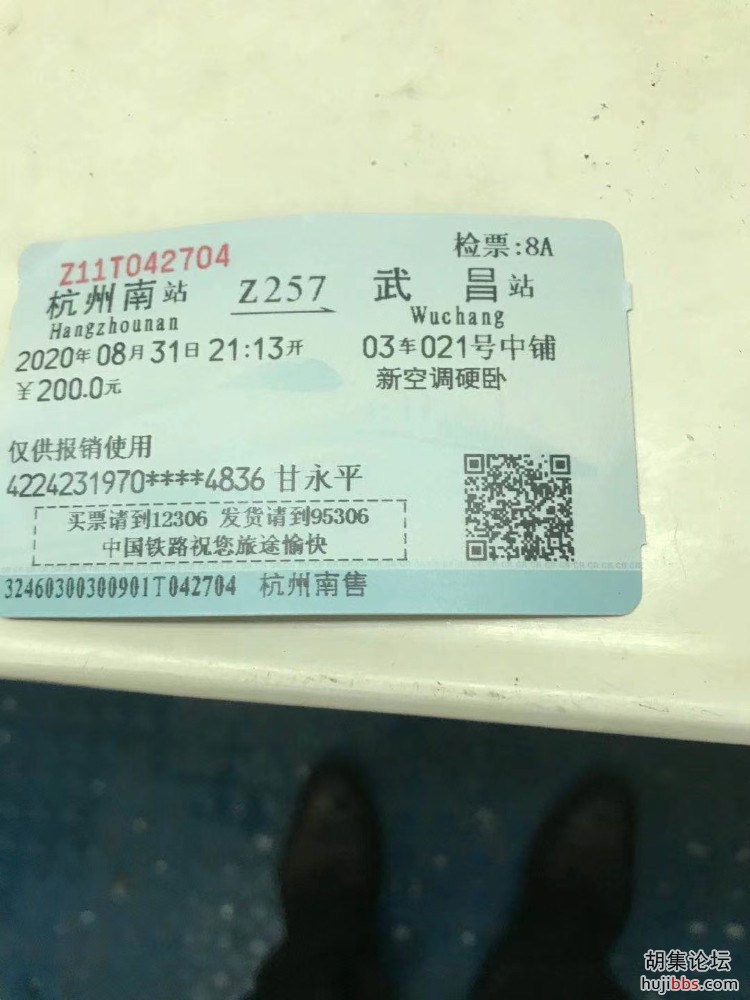 Z11T042704
检票:8A
杭州南站 Z257 武昌站
Hangzhounan Wuchang
2020年08月31日21:13开 03车021号中铺
￥200.0元 新空调硬卧
仅供报销使用
4224231970****4836 甘永平
买票请到12306 发货请到95306
中国铁路祝您旅途愉快
32460300300901T042704 杭州南售
胡集论坛
hujibbs.com